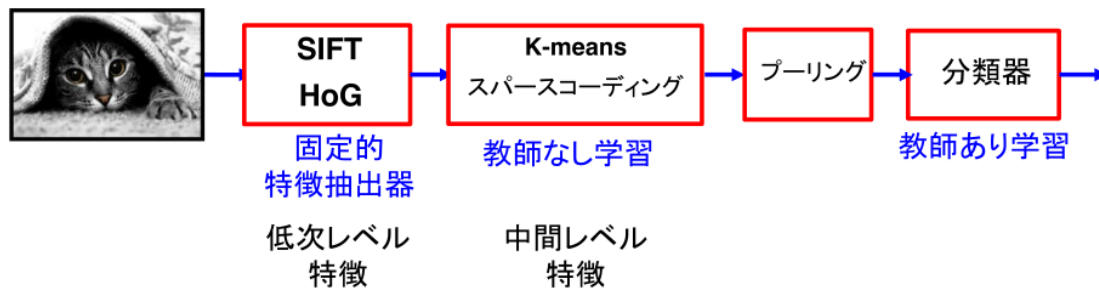 SIFT
HoG
K-means
スパースコーディング
プーリング
分類器
固定的
特徴抽出器
教師なし学習
教師あり学習
低次レベル
特徴
中間レベル
特徴